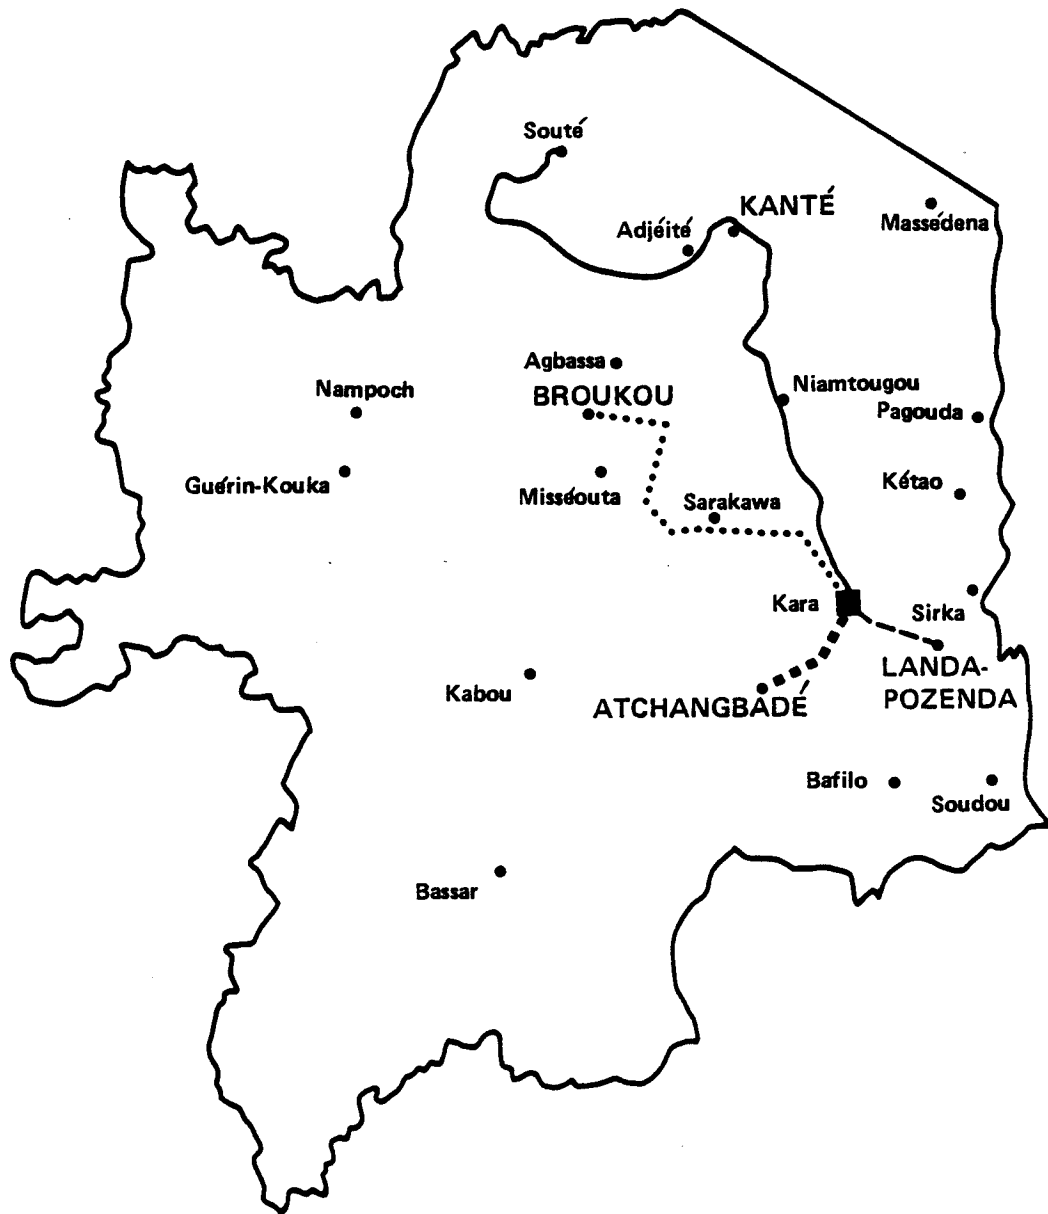 Souté
KANTÉ
Massédena
Adjéité
Agbassa
Nampoch
BROUKOU
Niamtougou
Pagouda
Guérin-Kouka
Misséouta
Sarakawa
Kétao
Kara
Sirka
LANDA-
POZENDA
Kabou
ATCHANGBADÉ
Bafilo
Soudou
Bassar